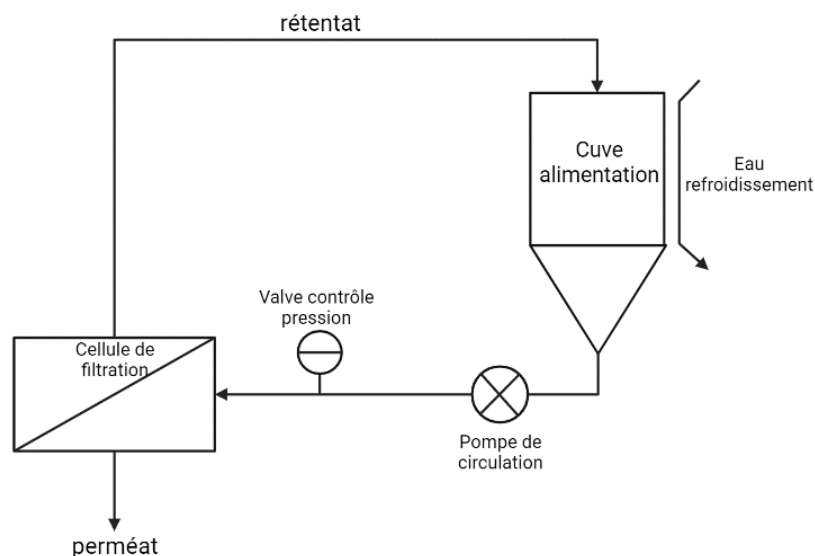 rétentat
Cuve
alimentation
Eau
refroidissement
Valve contrôle
pression
Cellule de
filtration
Pompe de
circulation
perméat